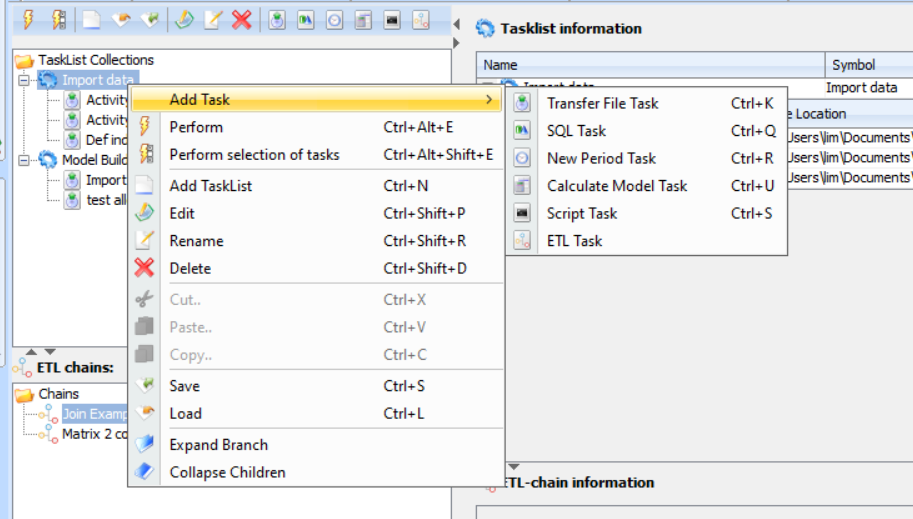 Tasklist information
TaskList Collections
Name Symbol
Import data
Import data Import data
Add Task
Transfer File Task Ctrl+K
e Location
Activity
Perform Ctrl+Alt+E
SQL Task Ctrl+Q
Activity
Jsers\lim\Documents\
Def ind
Perform selection of tasks Ctrl+Alt+Shift+E
New Period Task Ctrl+R
Jsers\lim\Documents\
Model Build
Add TaskList Ctrl+N
Calculate Model Task Ctrl+U
Jsers\lim\Documents\
Import
Edit Ctrl+Shift+P
Script Task Ctrl+S
test all
Rename Ctrl+Shift+R
ETL Task
Delete Ctrl+Shift+D
Cut.. Ctrl+X
Paste.. Ctrl+V
Copy.. Ctrl+C
ETL chains:
Save Ctrl+S
Chains
Load Ctrl+L
Join Examp
Matrix 2 co
Expand Branch
Collapse Children
ETL-chain information